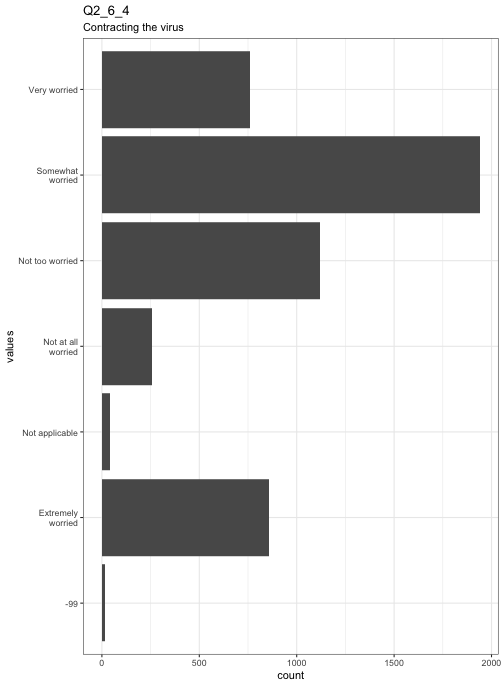 Q2_6_4
Contracting the virus
Very worried
Somewhat
worried
Not too worried
Not at all
worried
Not applicable
Extremely
worried
-99
values
0 500 1000 1500 2000
count